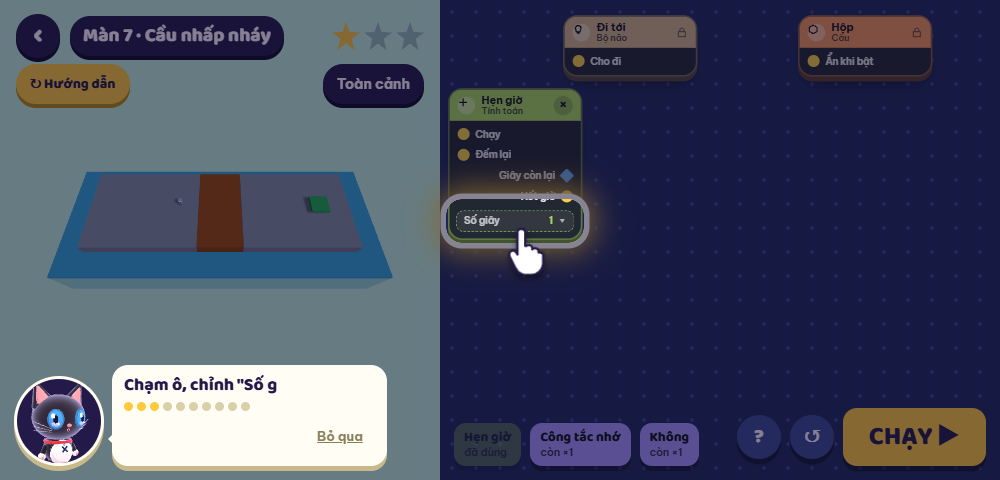 Màn 7 · Cầu nhấp nháy
↻ Hướng dẫn
Toàn cảnh
Đi tới
Bộ não
Cho đi
Hộp
Cầu
Ẩn khi bật
Hẹn giờ
Tính toán
Chạy
Đếm lại
Giây còn lại
Số giây
1
Chạm ô, chỉnh "Số g
Bỏ qua
Hẹn giờ
đã dùng
Công tắc nhớ
còn ×1
Không
còn ×1
?
CHẠY